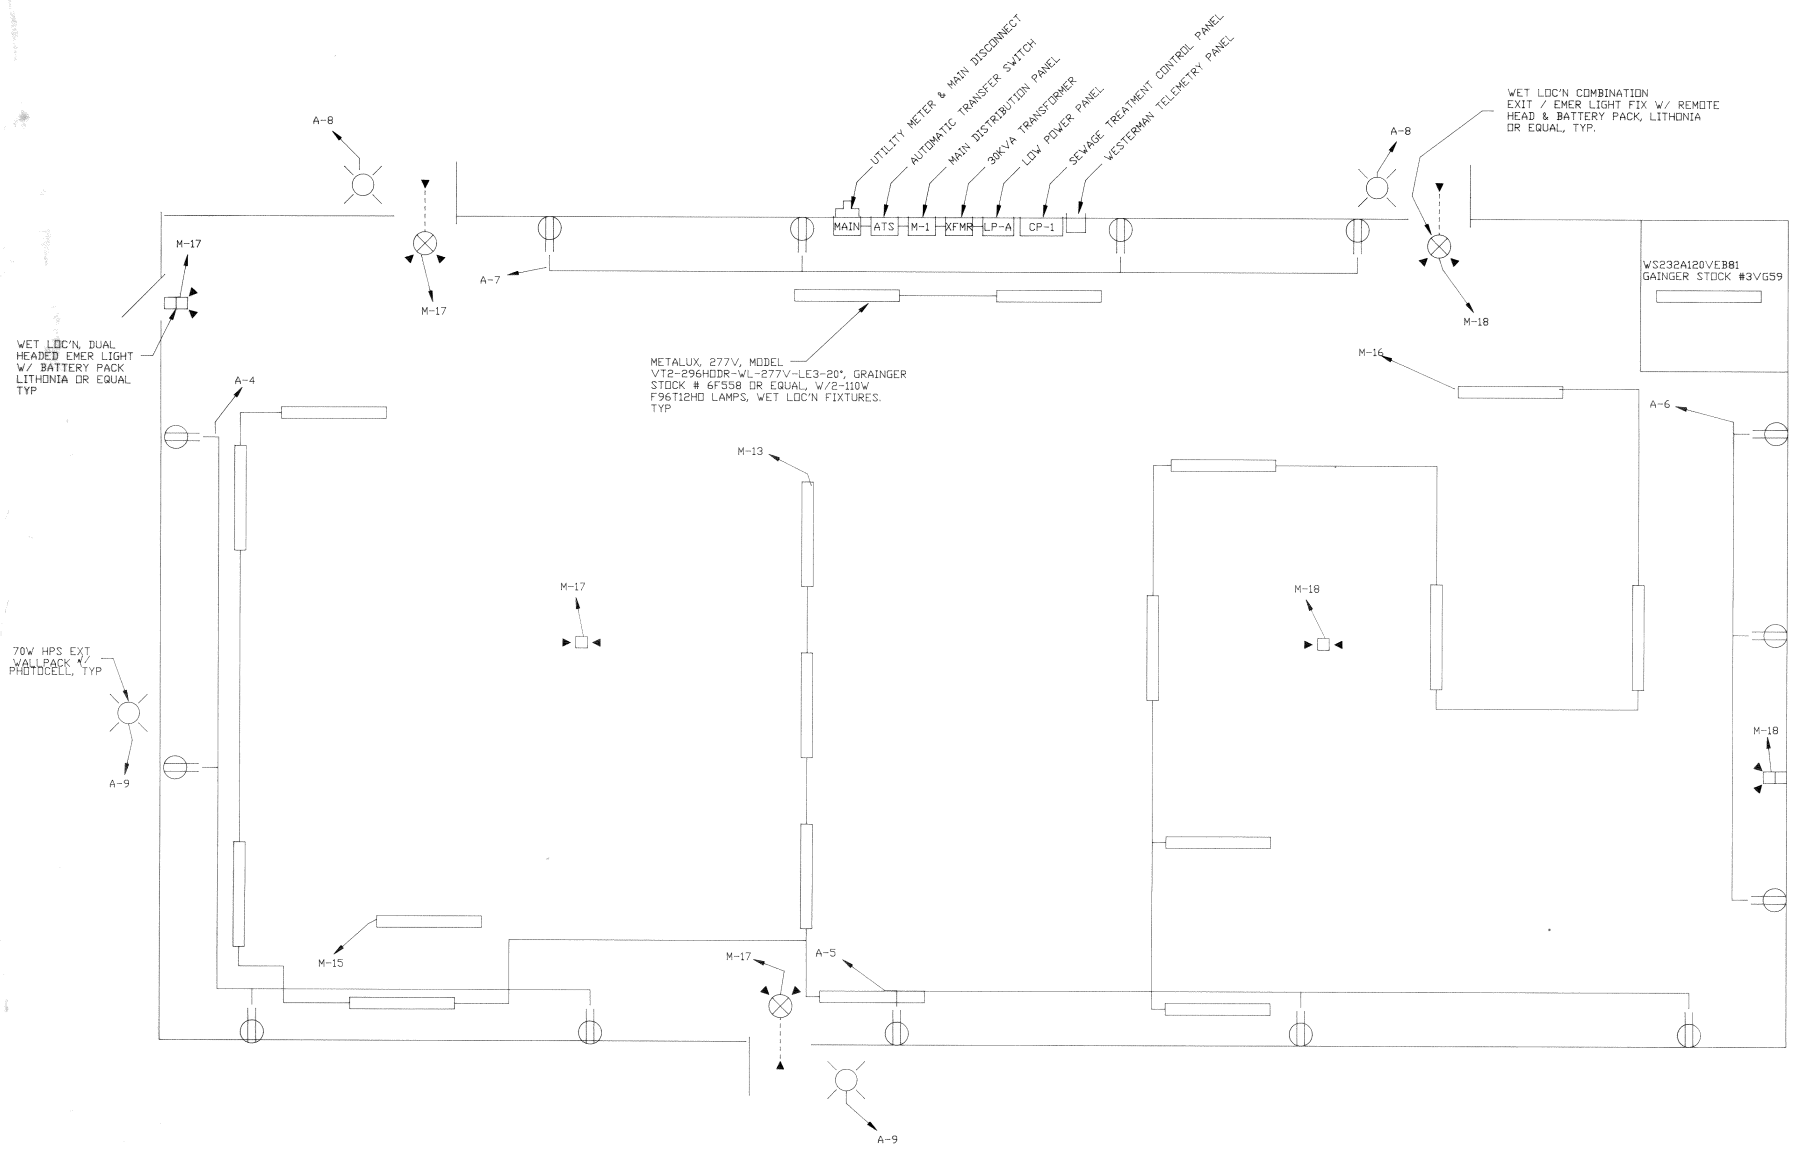 UTILITY METER & MAIN DISCONNECT
AUTOMATIC TRANSFER SWITCH
MAIN DISTRIBUTION PANEL
30KVA TRANSFORMER
LOW POWER PANEL
SEWAGE TREATMENT CONTROL PANEL
WESTERMAN TELEMETRY PANEL
WET LOC'N COMBINATION
EXIT / EMER LIGHT FIX W/ REMOTE
HEAD & BATTERY PACK, LITHONIA
OR EQUAL, TYP.
A-8
A-8
MAIN
ATS
M-1
XFMR
LP-A
CP-1
M-17
A-7
M-17
M-18
WS232A120VEB81
GAINGER STOCK #3VG59
WET LOC'N, DUAL
HEADED EMER LIGHT
W/ BATTERY PACK
LITHONIA OR EQUAL
TYP
METALUX, 277V, MODEL
VT2-296HODR-WL-277V-LE3-20°, GRAINGER
STOCK # 6F558 OR EQUAL, W/2-110W
F96T12HO LAMPS, WET LOC'N FIXTURES.
TYP
M-16
A-4
A-6
M-13
M-17
M-18
70W HPS EXT
WALLPACK W/
PHOTOCELL, TYP
A-9
M-18
M-15
M-17
A-5
A-9